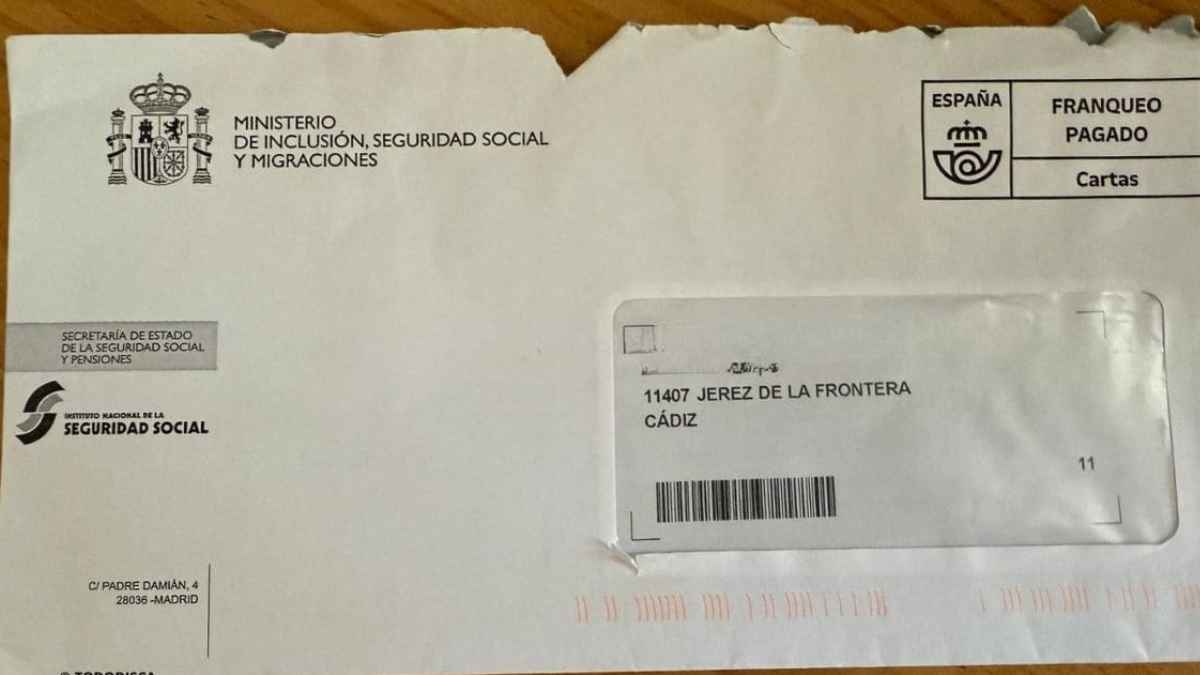 MINISTERIO
DE INCLUSIÓN, SEGURIDAD SOCIAL
Y MIGRACIONES
ESPAÑA
FRANQUEO
PAGADO
Cartas
SECRETARÍA DE ESTADO
DE LA SEGURIDAD SOCIAL
Y PENSIONES
INSTITUTO NACIONAL DE LA
SEGURIDAD SOCIAL
11407 JEREZ DE LA FRONTERA
CÁDIZ
11
C/ PADRE DAMIÁN, 4
28036 -MADRID